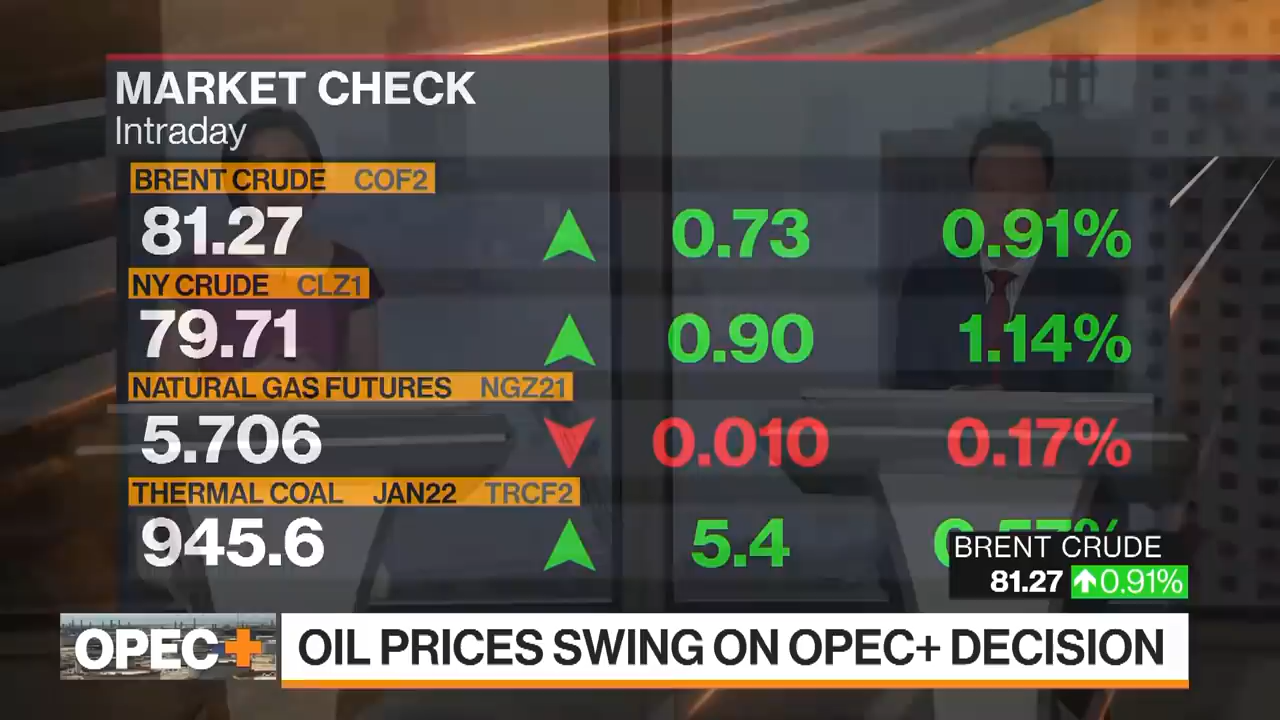 MARKET CHECK
Intraday
BRENT CRUDE COF2
81.27 0.73 0.91%
NY CRUDE CLZ1
79.71 0.90 1.14%
NATURAL GAS FUTURES NGZ21
5.706 0.010 0.17%
THERMAL COAL JAN22 TRCF2
945.6 5.4
BRENT CRUDE
81.27 0.91%
OPEC+ OIL PRICES SWING ON OPEC+ DECISION